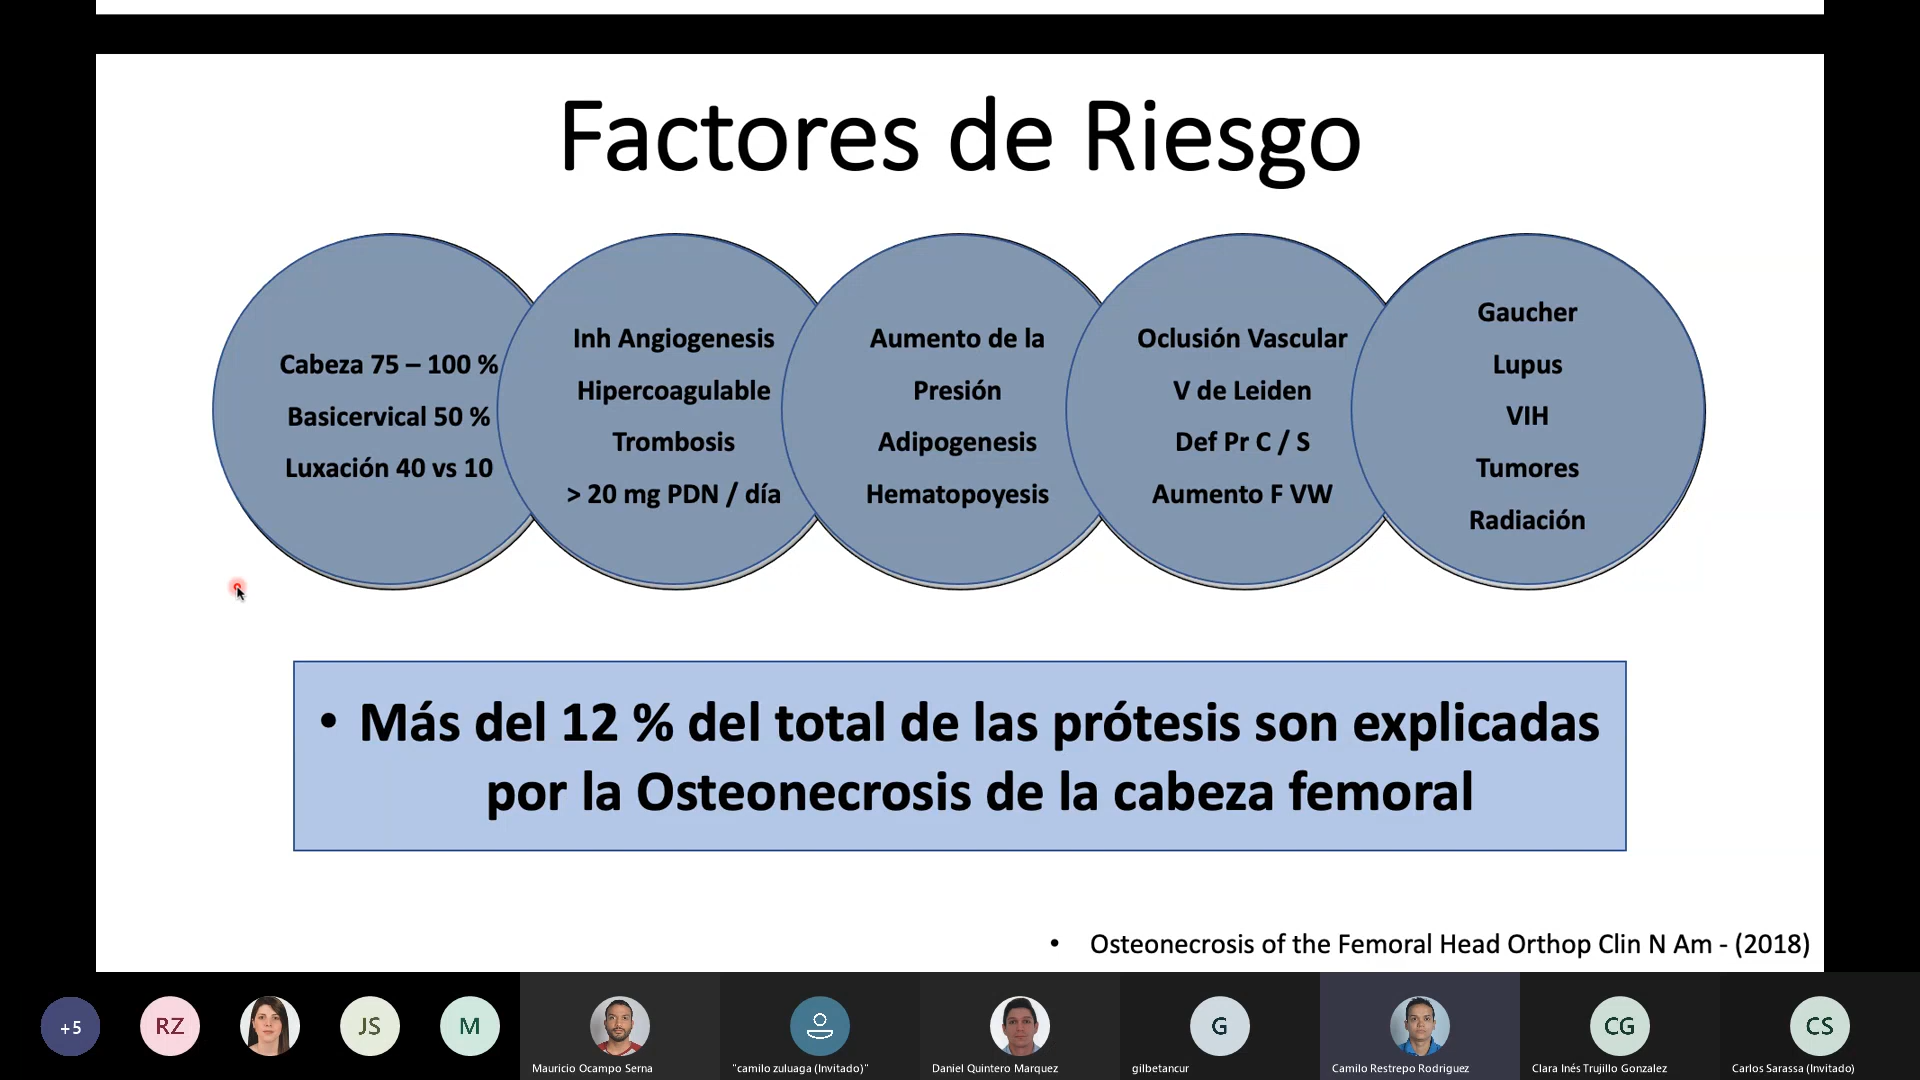 Factores de Riesgo
Cabeza 75 – 100 %
Basicervical 50 %
Luxación 40 vs 10
Inh Angiogenesis
Hipercoagulable
Trombosis
> 20 mg PDN / día
Aumento de la
Presión
Adipogenesis
Hematopoyesis
Oclusión Vascular
V de Leiden
Def Pr C / S
Aumento F VW
Gaucher
Lupus
VIH
Tumores
Radiación
• Más del 12 % del total de las prótesis son explicadas
por la Osteonecrosis de la cabeza femoral
• Osteonecrosis of the Femoral Head Orthop Clin N Am - (2018)
+5
RZ
JS
M
Mauricio Ocampo Serna
"camilo zuluaga (Invitado)"
Daniel Quintero Marquez
G
gilbetancur
Camilo Restrepo Rodriguez
CG
Clara Inés Trujillo Gonzalez
CS
Carlos Sarassa (Invitado)